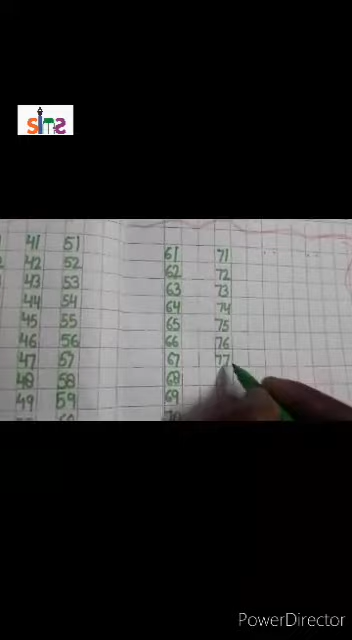 SIMS
41 51 61 71
42 52 62 72
43 53 63 73
44 54 64 74
45 55 65 75
46 56 66 76
47 57 67 77
48 58 68
49 59 69
PowerDirector